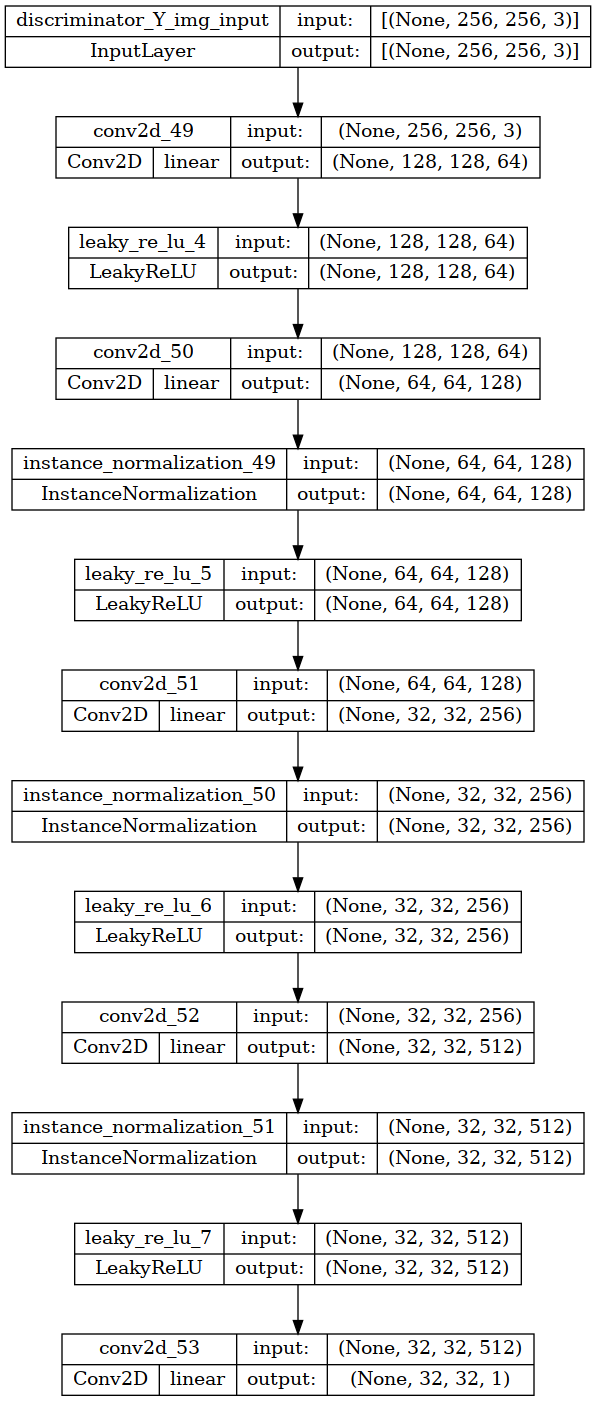 discriminator_Y_img_input input: [(None, 256, 256, 3)]
InputLayer output: [(None, 256, 256, 3)]
conv2d_49 input: (None, 256, 256, 3)
Conv2D linear output: (None, 128, 128, 64)
leaky_re_lu_4 input: (None, 128, 128, 64)
LeakyReLU output: (None, 128, 128, 64)
conv2d_50 input: (None, 128, 128, 64)
Conv2D linear output: (None, 64, 64, 128)
instance_normalization_49 input: (None, 64, 64, 128)
InstanceNormalization output: (None, 64, 64, 128)
leaky_re_lu_5 input: (None, 64, 64, 128)
LeakyReLU output: (None, 64, 64, 128)
conv2d_51 input: (None, 64, 64, 128)
Conv2D linear output: (None, 32, 32, 256)
instance_normalization_50 input: (None, 32, 32, 256)
InstanceNormalization output: (None, 32, 32, 256)
leaky_re_lu_6 input: (None, 32, 32, 256)
LeakyReLU output: (None, 32, 32, 256)
conv2d_52 input: (None, 32, 32, 256)
Conv2D linear output: (None, 32, 32, 512)
instance_normalization_51 input: (None, 32, 32, 512)
InstanceNormalization output: (None, 32, 32, 512)
leaky_re_lu_7 input: (None, 32, 32, 512)
LeakyReLU output: (None, 32, 32, 512)
conv2d_53 input: (None, 32, 32, 512)
Conv2D linear output: (None, 32, 32, 1)